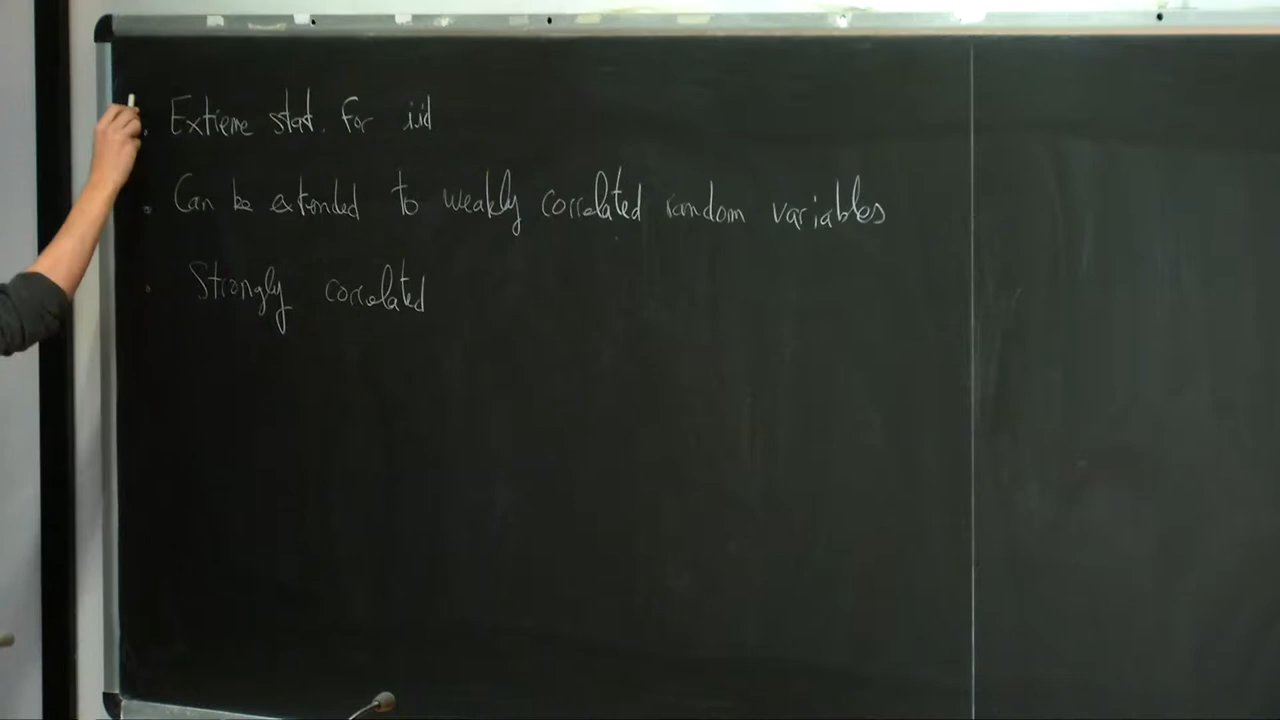 . Extreme stat. for iid
. Can be extended to weakly correlated random variables
. Strongly correlated